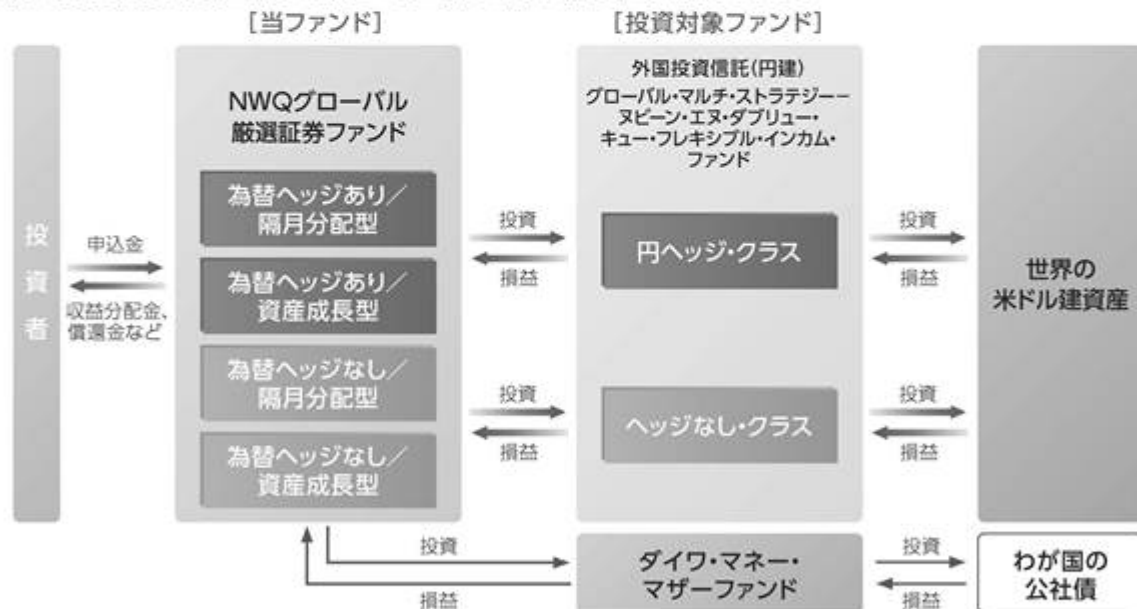 [当ファンド]
[投資対象ファンド]
投資者
申込金
収益分配金、
償還金など
NWQグローバル
厳選証券ファンド
為替ヘッジあり／
隔月分配型
為替ヘッジあり／
資産成長型
為替ヘッジなし／
隔月分配型
為替ヘッジなし／
資産成長型
投資
損益
投資
損益
外国投資信託(円建)
グローバル・マルチ・ストラテジー－
ヌビーン・エヌ・ダブリュー・
キュー・フレキシブル・インカム・
ファンド
円ヘッジ・クラス
ヘッジなし・クラス
投資
損益
投資
損益
世界の
米ドル建資産
投資
損益
ダイワ・マネー・
マザーファンド
投資
損益
わが国の
公社債